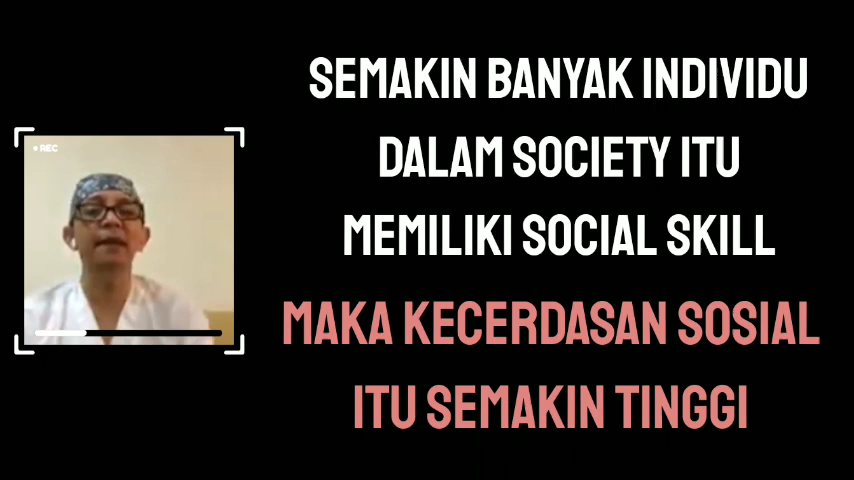 REC
SEMAKIN BANYAK INDIVIDU
DALAM SOCIETY ITU
MEMILIKI SOCIAL SKILL
MAKA KECERDASAN SOSIAL
ITU SEMAKIN TINGGI